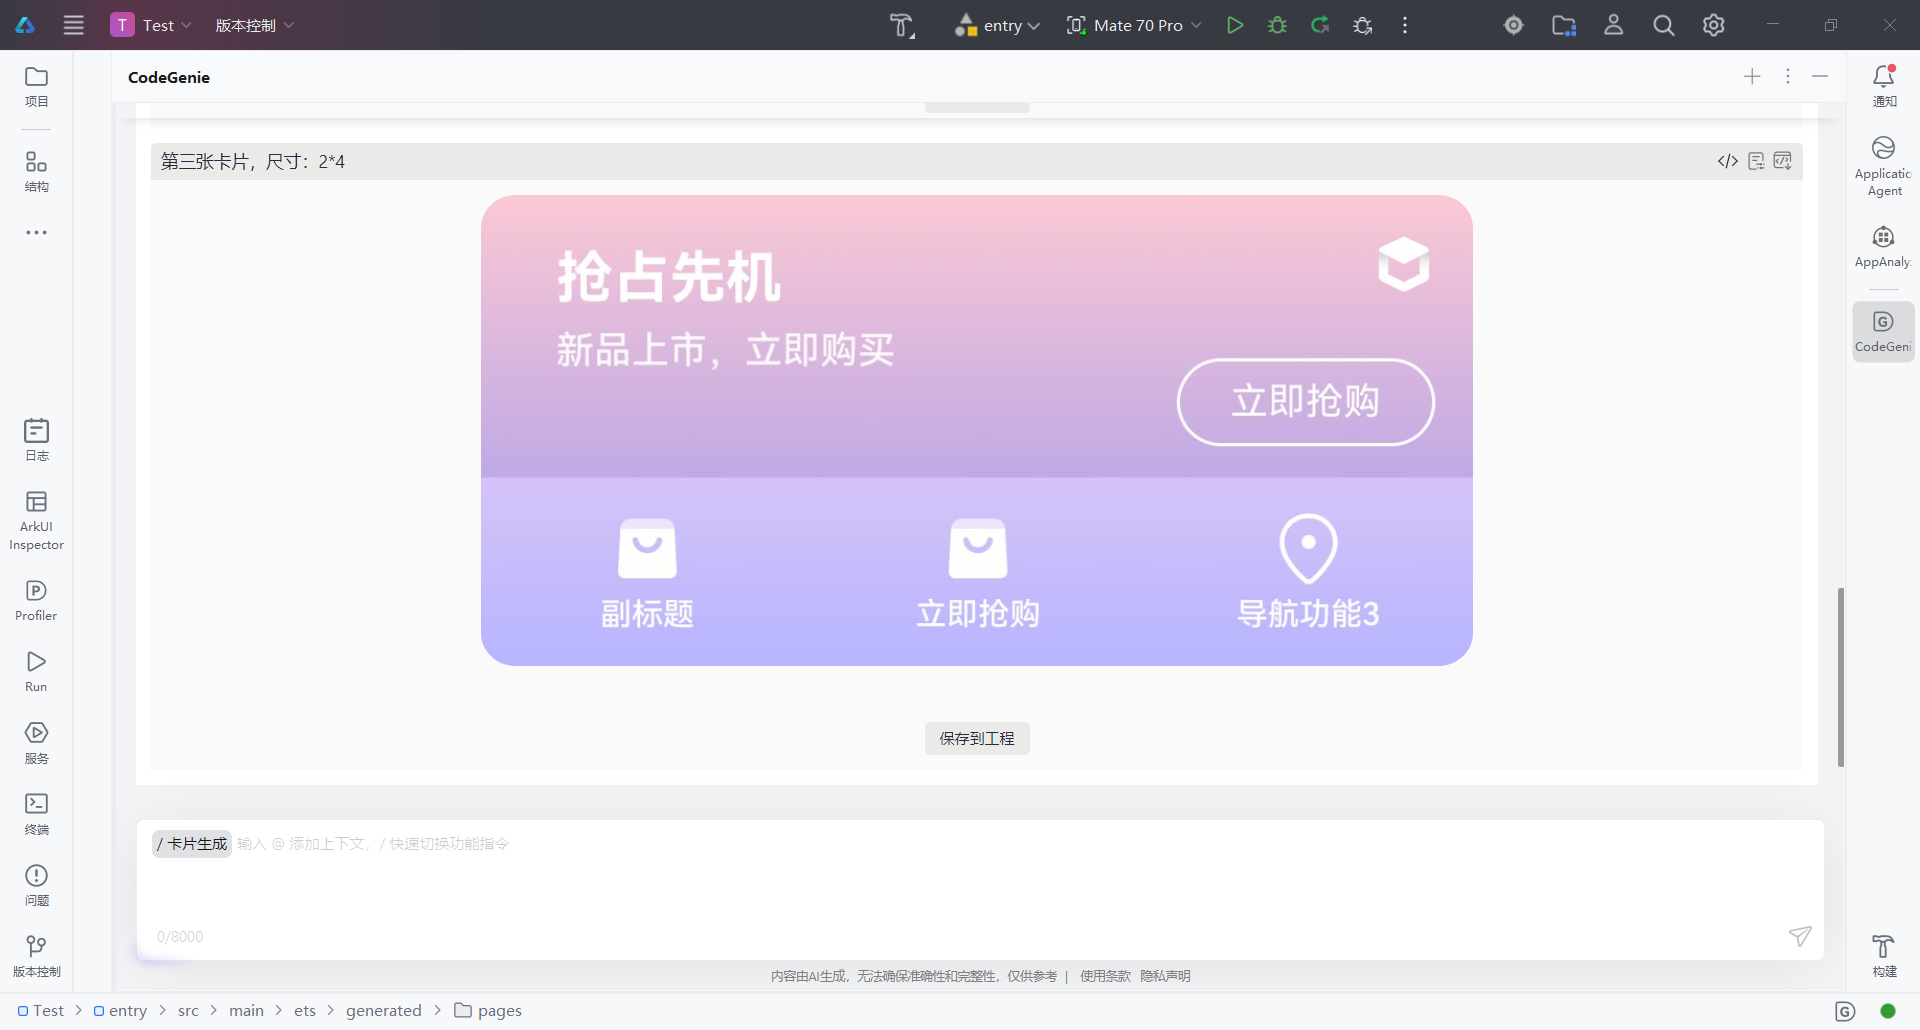 T Test 版本控制 entry Mate 70 Pro
项目
结构
日志
ArkUI
Inspector
Profiler
Run
服务
终端
问题
版本控制
CodeGenie
第三张卡片，尺寸：2*4
抢占先机
新品上市，立即购买
立即抢购
副标题 立即抢购 导航功能3
保存到工程
/ 卡片生成 输入 @ 添加上下文，/ 快速切换功能指令
0/8000
内容由AI生成，无法确保准确性和完整性，仅供参考 | 使用条款 隐私声明
通知
Applicatic
Agent
AppAnaly
CodeGeni
构建
Test > entry > src > main > ets > generated > pages